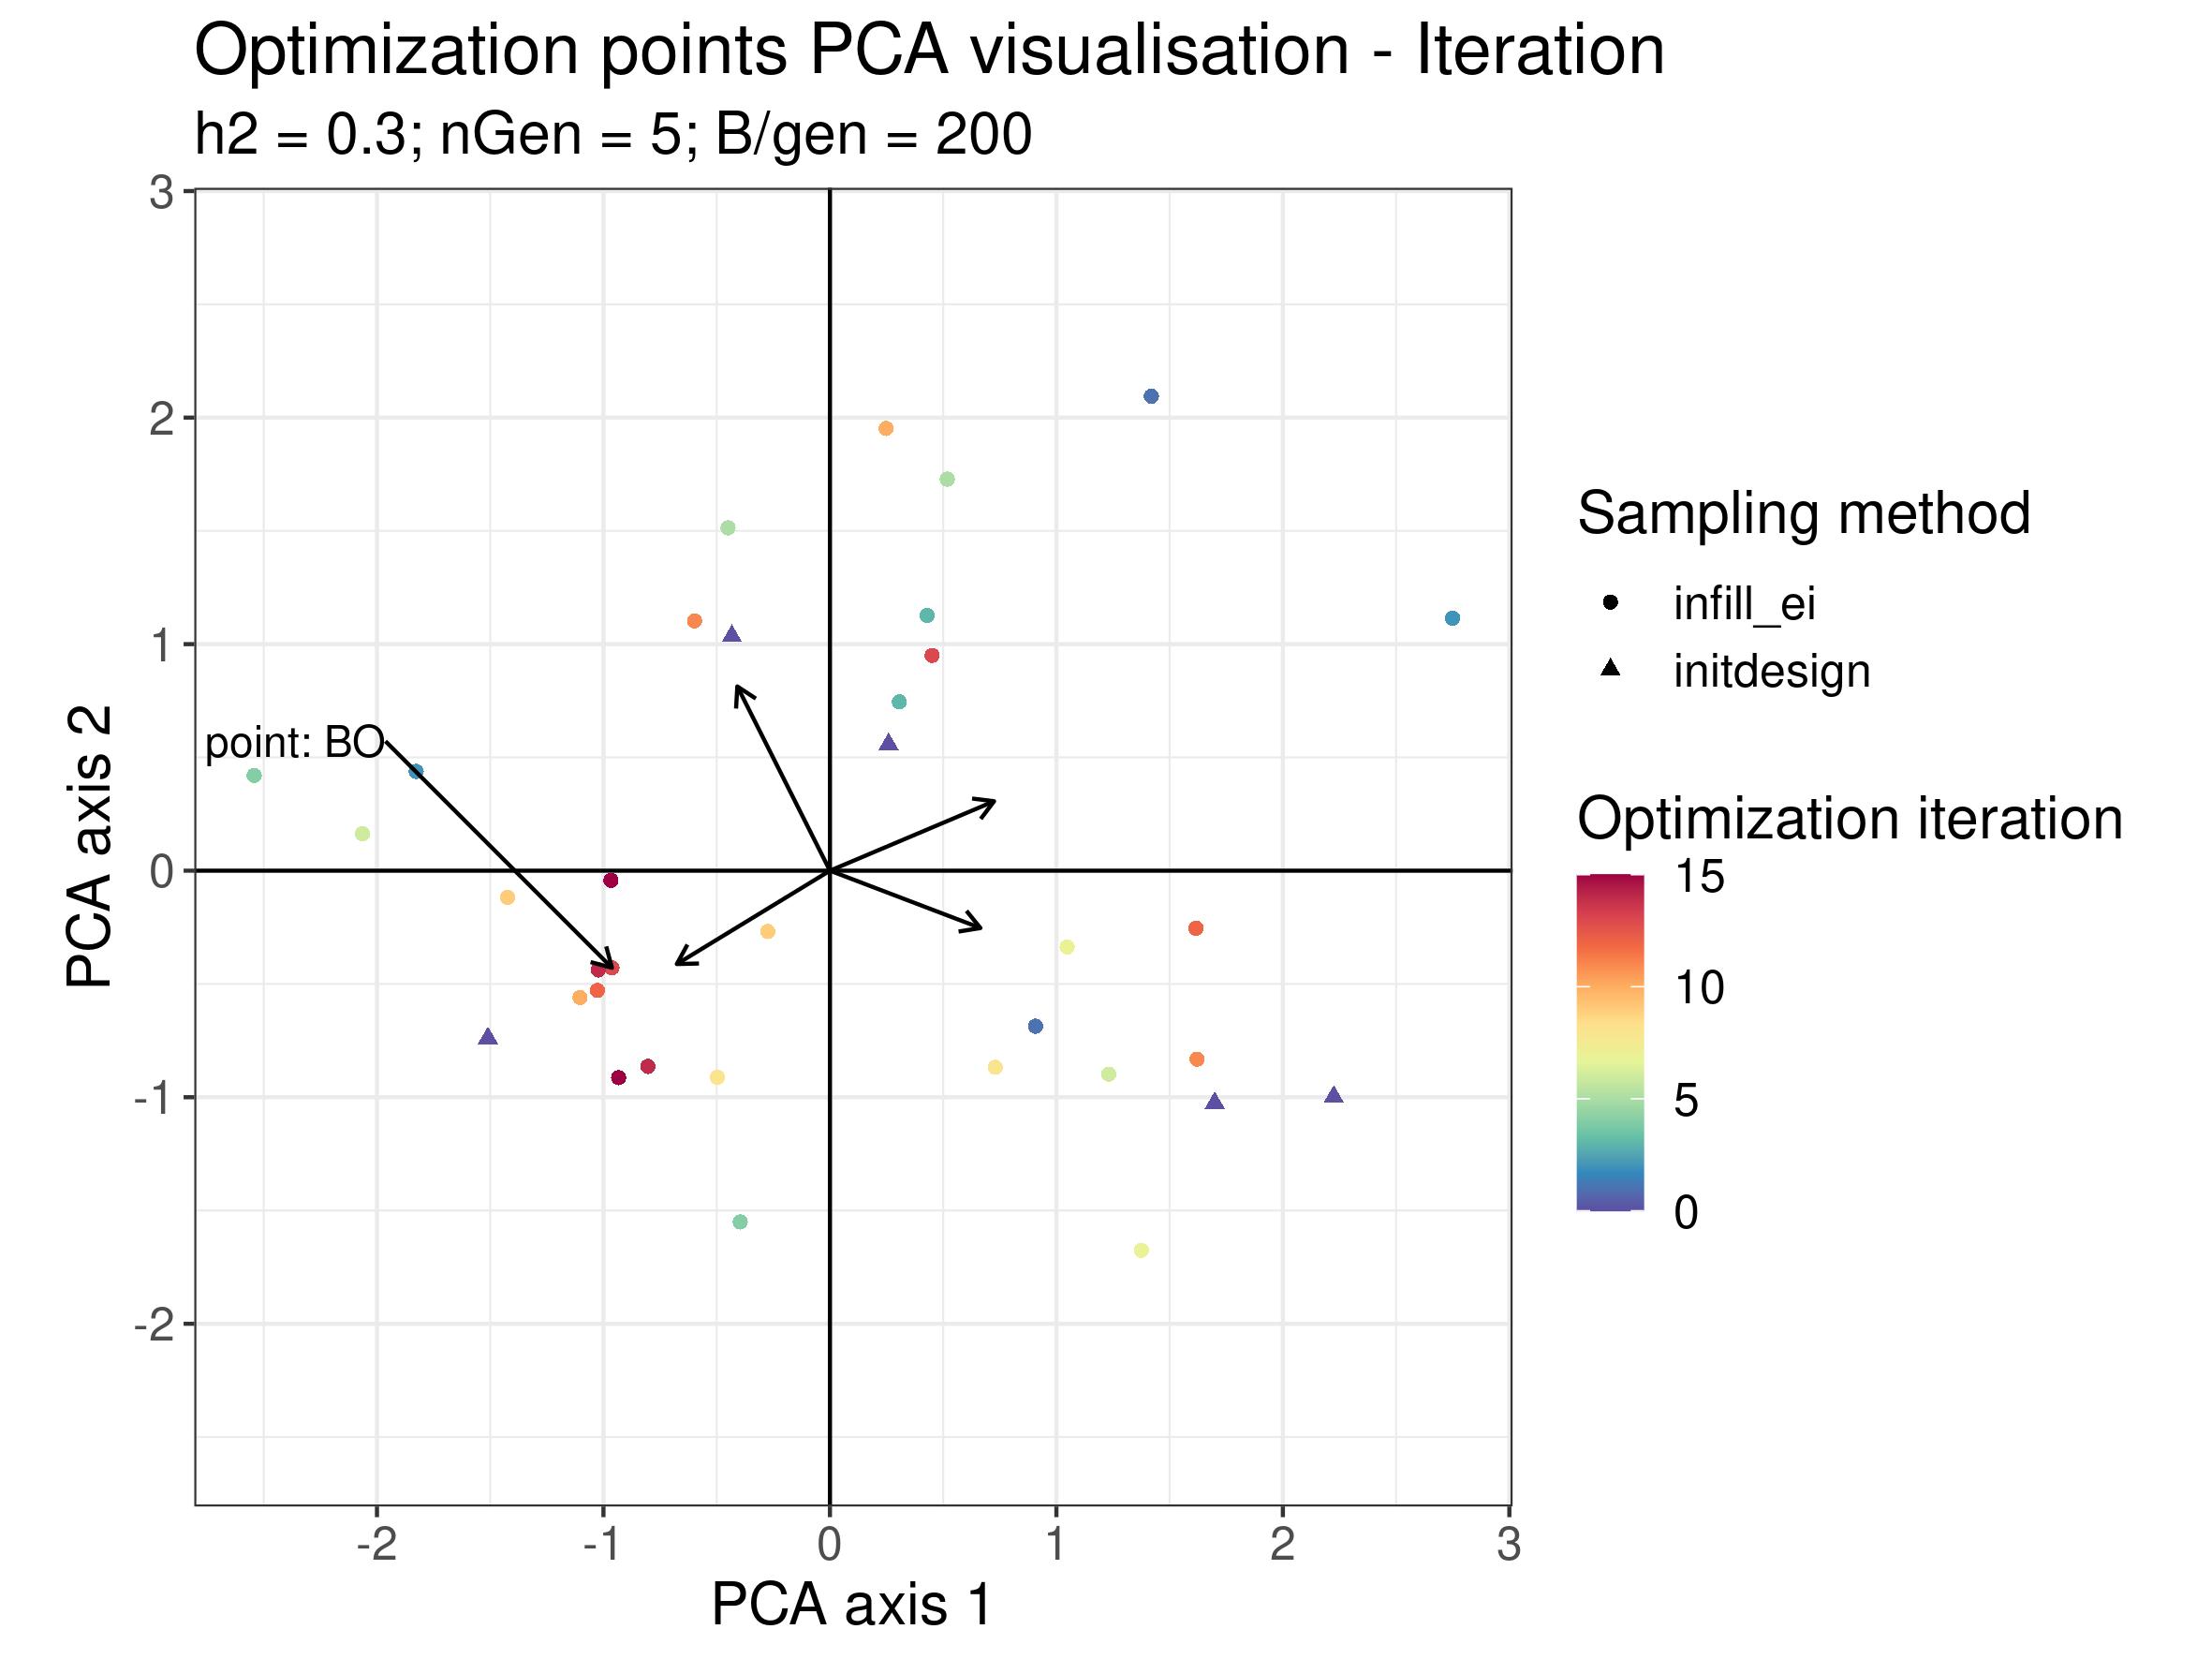 Optimization points PCA visualisation - Iteration
h2 = 0.3; nGen = 5; B/gen = 200
3
2
1
0
-1
-2
PCA axis 2
point: BO
-2 -1 0 1 2 3
PCA axis 1
Sampling method
infill_ei
initdesign
Optimization iteration
15
10
5
0